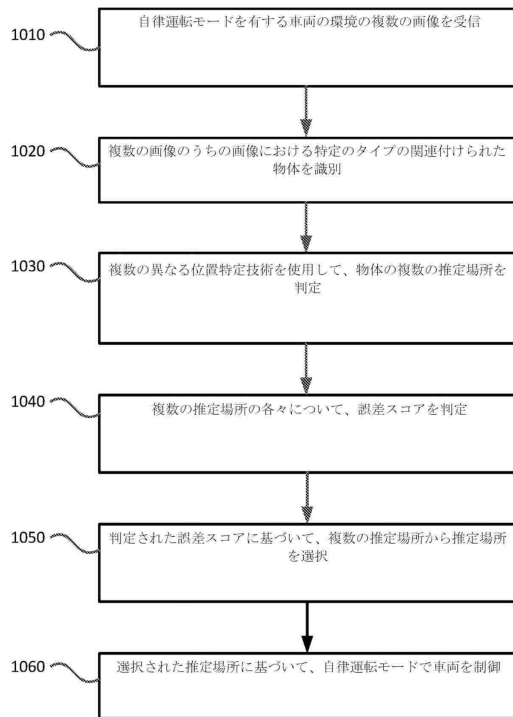 1010
自律運転モードを有する車両の環境の複数の画像を受信
1020
複数の画像のうちの画像における特定のタイプの関連付けられた
物体を識別
1030
複数の異なる位置特定技術を使用して、物体の複数の推定場所を
判定
1040
複数の推定場所の各々について、誤差スコアを判定
1050
判定された誤差スコアに基づいて、複数の推定場所から推定場所
を選択
1060
選択された推定場所に基づいて、自律運転モードで車両を制御